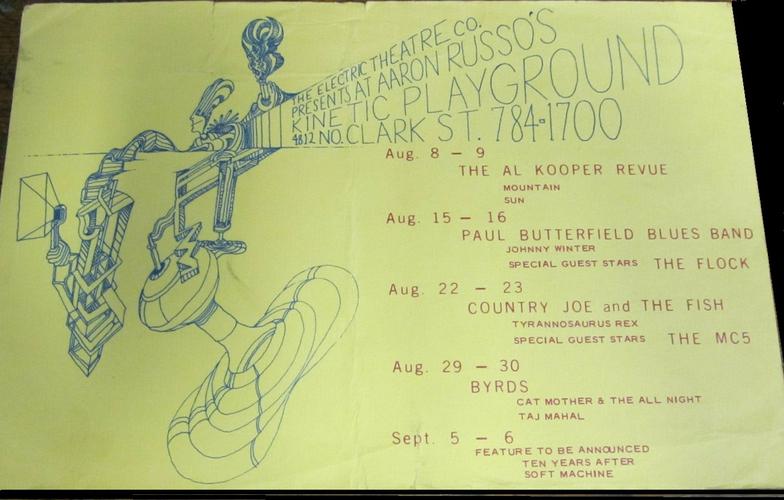 THE ELECTRIC THEATRE CO.
PRESENTS AT AARON RUSSO'S
KINETIC PLAYGROUND
4812 NO. CLARK ST. 784-1700
Aug. 8 – 9
THE AL KOOPER REVUE
MOUNTAIN
SUN
Aug. 15 – 16
PAUL BUTTERFIELD BLUES BAND
JOHNNY WINTER
SPECIAL GUEST STARS THE FLOCK
Aug. 22 – 23
COUNTRY JOE and THE FISH
TYRANNOSAURUS REX
SPECIAL GUEST STARS THE MC5
Aug. 29 – 30
BYRDS
CAT MOTHER & THE ALL NIGHT
TAJ MAHAL
Sept. 5 – 6
FEATURE TO BE ANNOUNCED
TEN YEARS AFTER
SOFT MACHINE